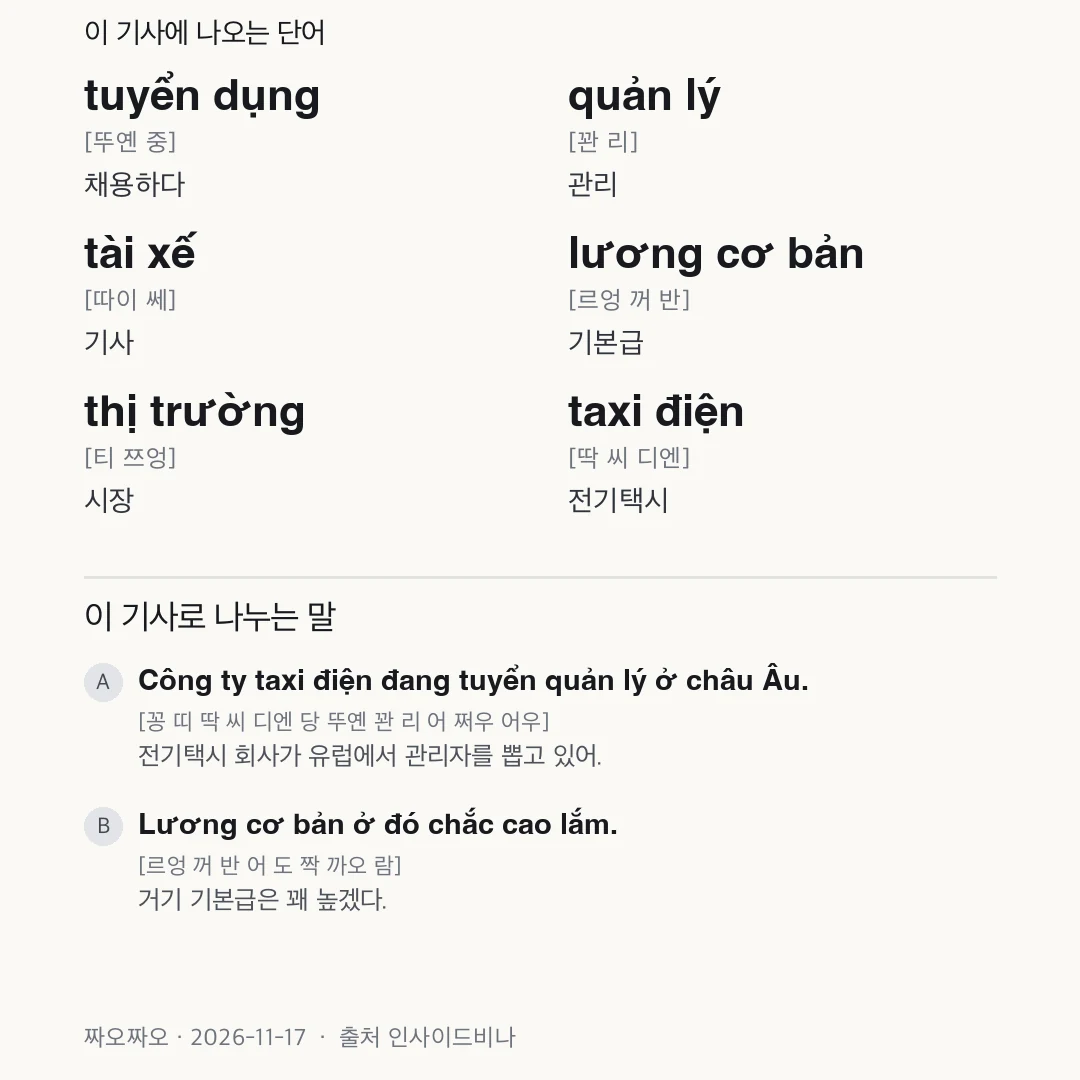 이 기사에 나오는 단어
tuyển dụng
[뚜옌 중]
채용하다
quản lý
[꽌 리]
관리
tài xế
[따이 쎄]
기사
lương cơ bản
[르엉 꺼 반]
기본급
thị trường
[티 쯔엉]
시장
taxi điện
[딱 씨 디엔]
전기택시
이 기사로 나누는 말
A
Công ty taxi điện đang tuyển quản lý ở châu Âu.
[꽁 띠 딱 씨 디엔 당 뚜옌 꽌 리 어 쩌우 어우]
전기택시 회사가 유럽에서 관리자를 뽑고 있어.
B
Lương cơ bản ở đó chắc cao lắm.
[르엉 꺼 반 어 도 짝 까오 람]
거기 기본급은 꽤 높겠다.
짜오짜오 · 2026-11-17 · 출처 인사이드비나